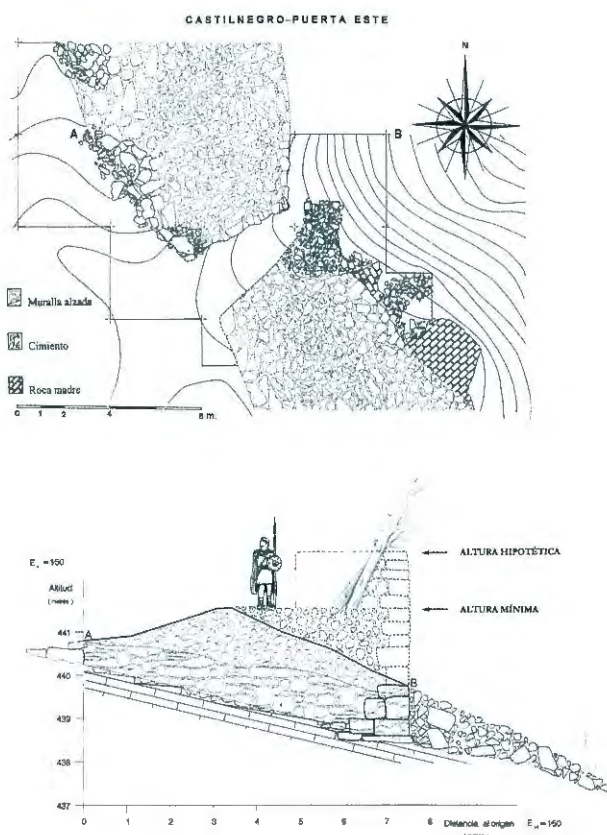 CASTILNEGRO-PUERTA ESTE
N
A
B
Muralla alzada
Cimiento
Roca madre
0 1 2 4 8 m.
ALTURA HIPOTÉTICA
ALTURA MÍNIMA
Altitud
441
A
440
B
439
438
437
0 1 2 3 4 5 6 7 8 Distancia al origen